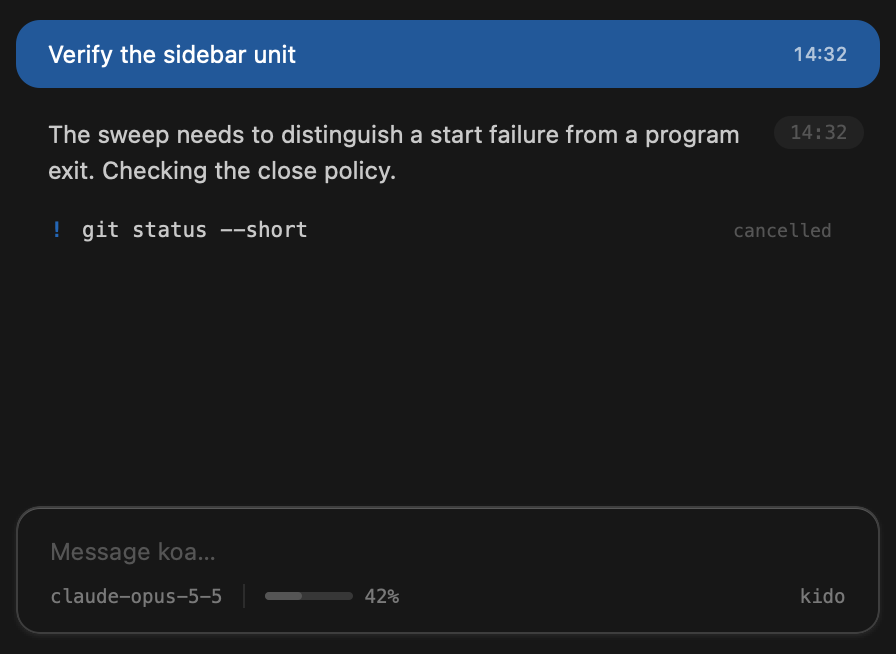 Verify the sidebar unit 14:32
The sweep needs to distinguish a start failure from a program 14:32
exit. Checking the close policy.
! git status --short cancelled
Message koa...
claude-opus-5-5 42% kido